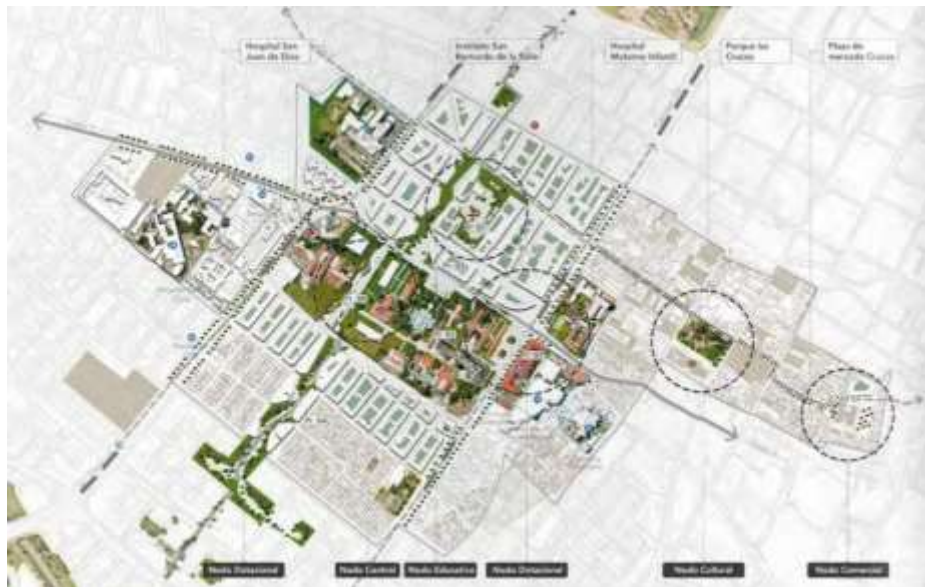 Hospital San
Juan de Dios
Instituto San
Bernardo de la Salle
Hospital
Materno Infantil
Parque las
Cruces
Plaza de
mercado Cruces
Nodo Dotacional
Nodo Central
Nodo Educativo
Nodo Dotacional
Nodo Cultural
Nodo Comercial